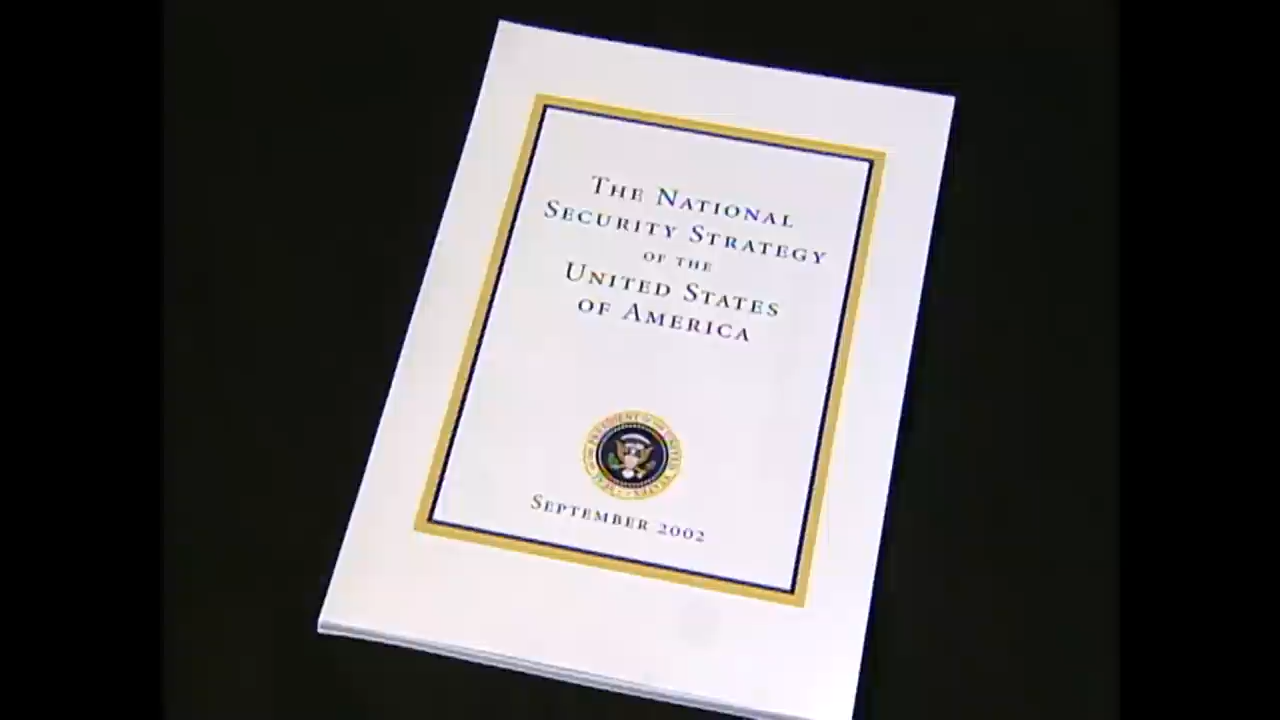 THE NATIONAL
SECURITY STRATEGY
OF THE
UNITED STATES
OF AMERICA
SEPTEMBER 2002